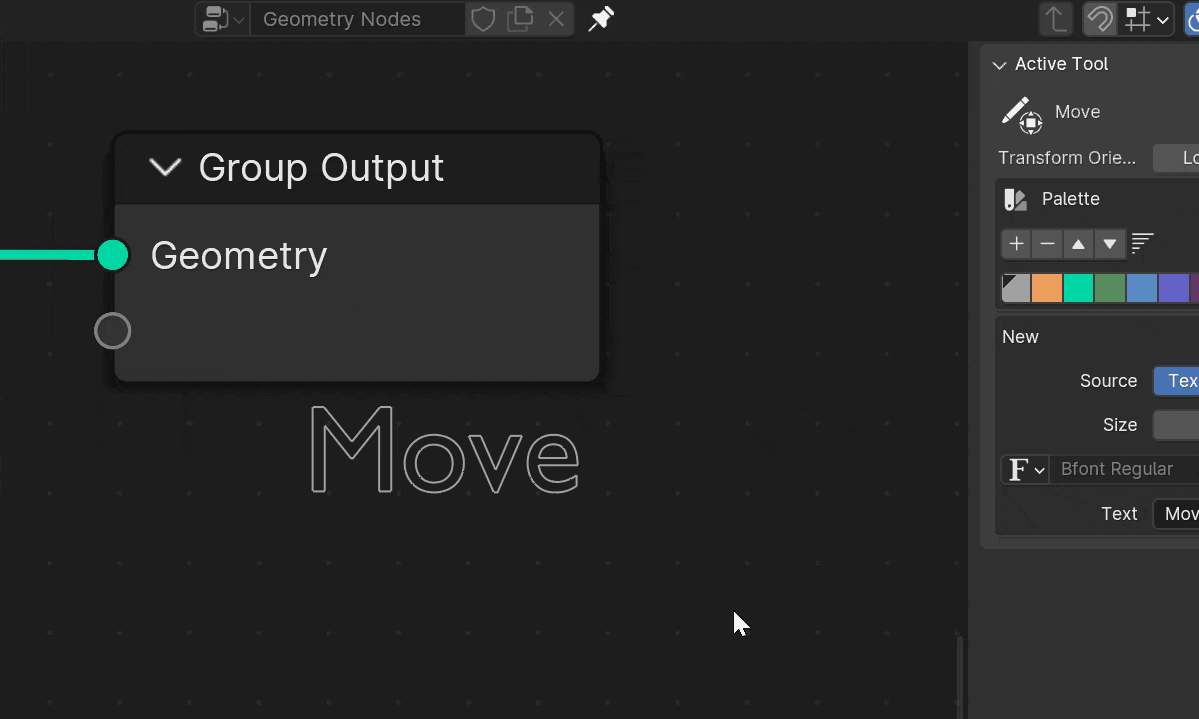 Geometry Nodes
Active Tool
Move
Transform Orie...
Lo
Palette
New
Source
Tex
Size
F
Bfont Regular
Text
Mov
Group Output
Geometry
Move